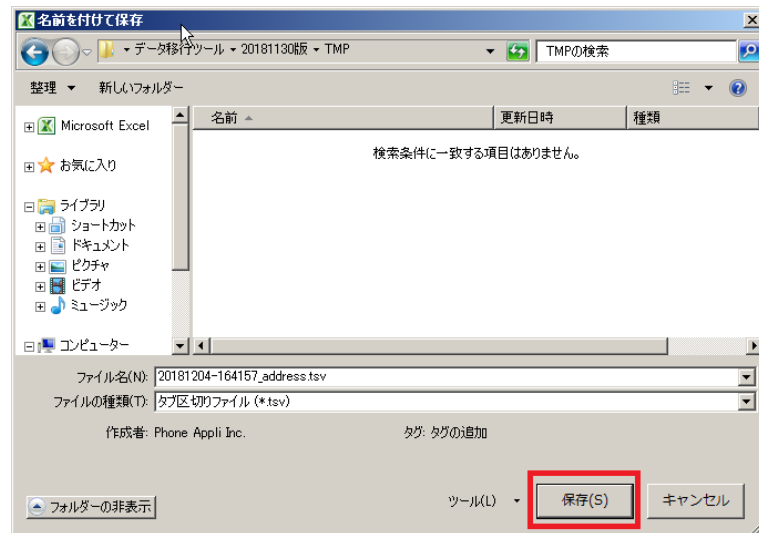 名前を付けて保存
データ移行ツール 20181130版 TMP TMPの検索
整理 新しいフォルダー
名前 更新日時 種類
Microsoft Excel
検索条件に一致する項目はありません。
お気に入り
ライブラリ
ショートカット
ドキュメント
ピクチャ
ビデオ
ミュージック
コンピューター
ファイル名(N): 20181204-164157_address.tsv
ファイルの種類(T): タブ区切りファイル (*.tsv)
作成者: Phone Appli Inc. タグ: タグの追加
フォルダーの非表示 ツール(L) 保存(S) キャンセル